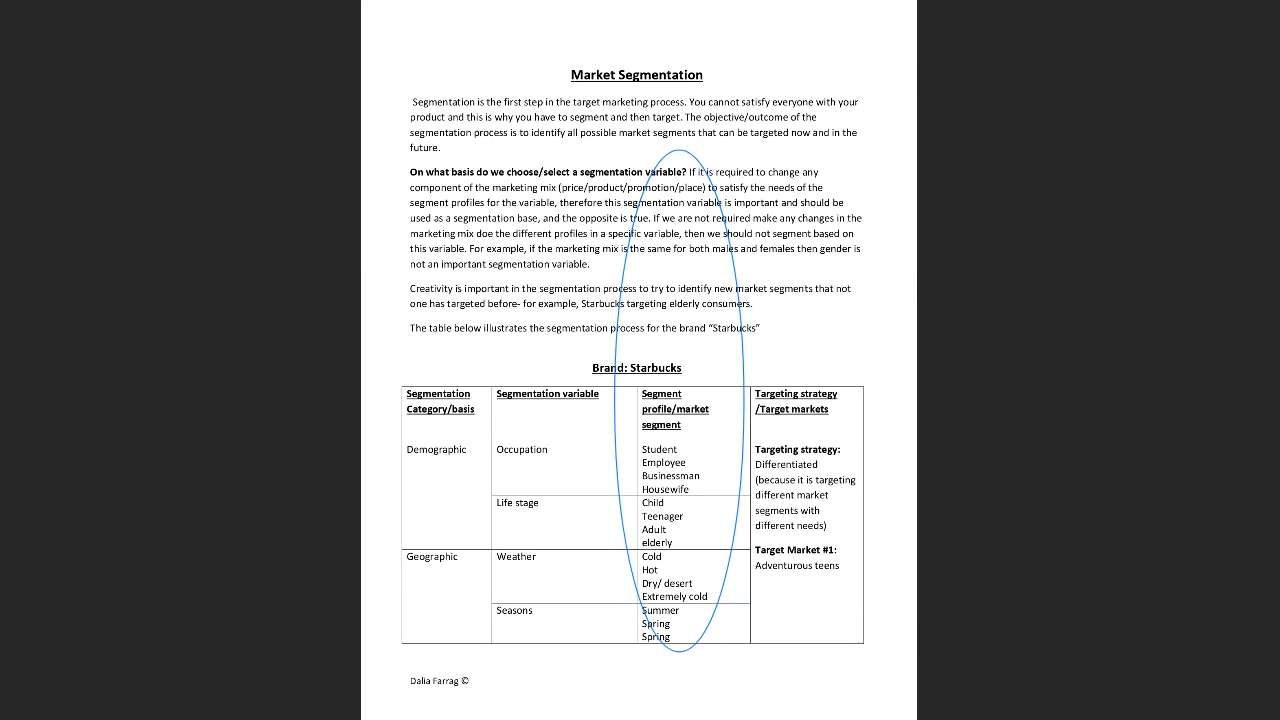 Market Segmentation
Segmentation is the first step in the target marketing process. You cannot satisfy everyone with your
product and this is why you have to segment and then target. The objective/outcome of the
segmentation process is to identify all possible market segments that can be targeted now and in the
future.
On what basis do we choose/select a segmentation variable? If it is required to change any
component of the marketing mix (price/product/promotion/place) to satisfy the needs of the
segment profiles for the variable, therefore this segmentation variable is important and should be
used as a segmentation base, and the opposite is true. If we are not required make any changes in the
marketing mix doe the different profiles in a specific variable, then we should not segment based on
this variable. For example, if the marketing mix is the same for both males and females then gender is
not an important segmentation variable.
Creativity is important in the segmentation process to try to identify new market segments that not
one has targeted before- for example, Starbucks targeting elderly consumers.
The table below illustrates the segmentation process for the brand “Starbucks”
Brand: Starbucks
Segmentation
Category/basis
Segmentation variable
Segment
profile/market
segment
Targeting strategy
/Target markets
Demographic
Occupation
Student
Employee
Businessman
Housewife
Life stage
Child
Teenager
Adult
elderly
Geographic
Weather
Cold
Hot
Dry/ desert
Extremely cold
Seasons
Summer
Spring
Spring
Targeting strategy:
Differentiated
(because it is targeting
different market
segments with
different needs)
Target Market #1:
Adventurous teens
Dalia Farrag ©